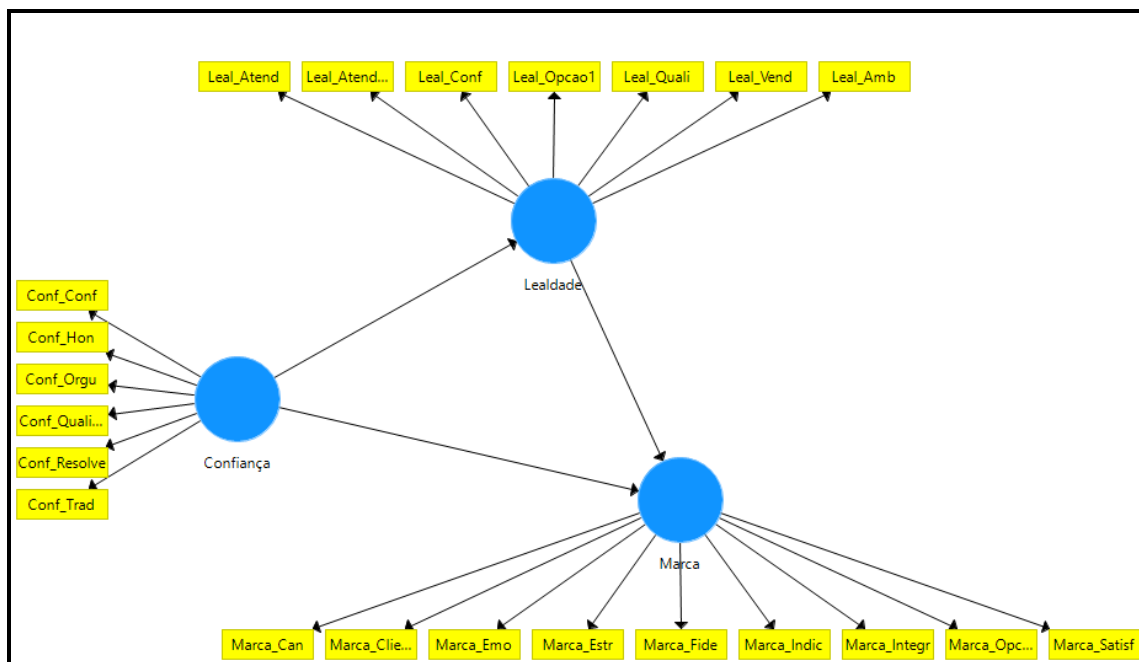 Leal_Atend
Leal_Atend...
Leal_Conf
Leal_Opcao1
Leal_Quali
Leal_Vend
Leal_Amb
Lealdade
Conf_Conf
Conf_Hon
Conf_Orgu
Conf_Quali...
Conf_Resolve
Conf_Trad
Confiança
Marca
Marca_Can
Marca_Clie...
Marca_Emo
Marca_Estr
Marca_Fide
Marca_Indic
Marca_Integr
Marca_Opc...
Marca_Satisf